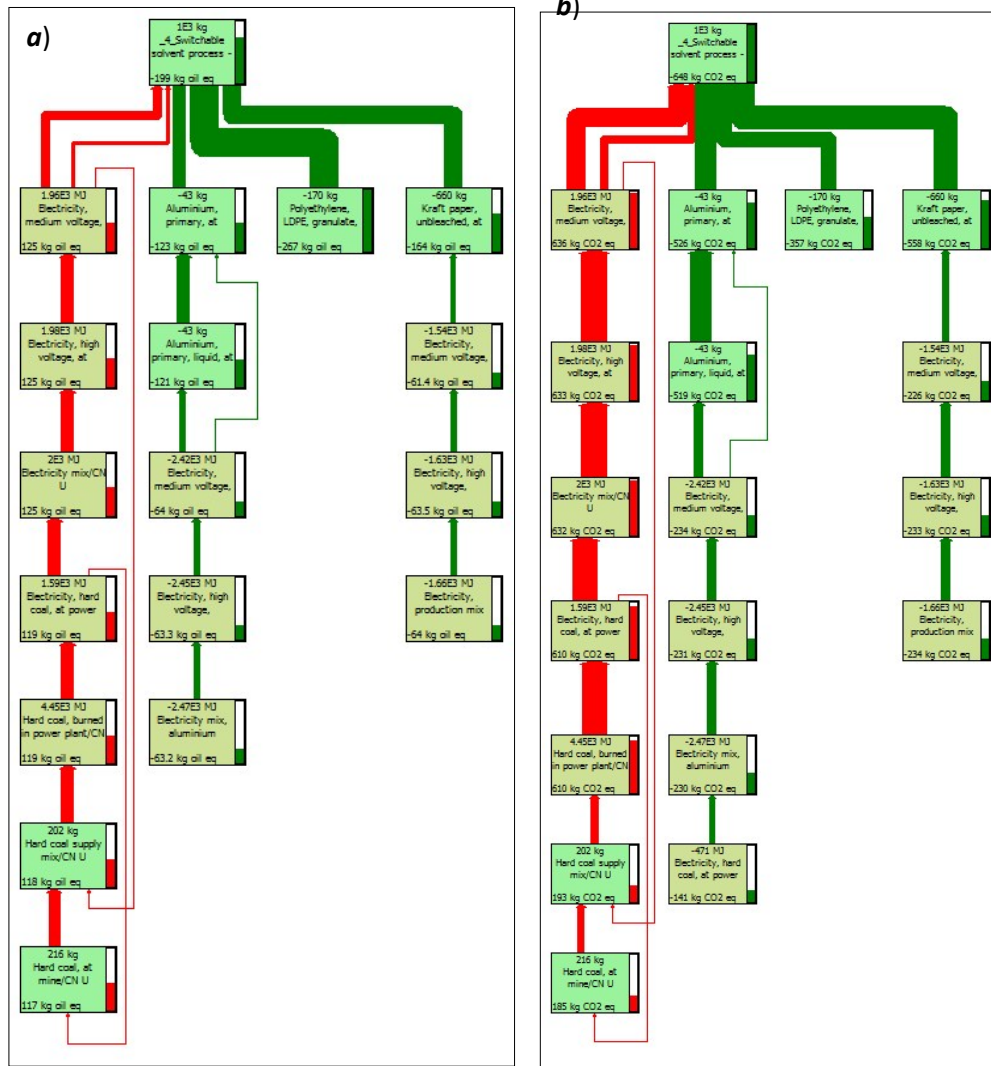 a)
1E3 kg
_4_Switchable
solvent process -
-199 kg oil eq
1.96E3 MJ
Electricity,
medium voltage,
125 kg oil eq
-43 kg
Aluminium,
primary, at
-123 kg oil eq
-170 kg
Polyethylene,
LDPE, granulate,
-267 kg oil eq
-660 kg
Kraft paper,
unbleached, at
-164 kg oil eq
1.98E3 MJ
Electricity, high
voltage, at
125 kg oil eq
-43 kg
Aluminium,
primary, liquid, at
-121 kg oil eq
-1.54E3 MJ
Electricity,
medium voltage,
-61.4 kg oil eq
2E3 MJ
Electricity mix/CN
U
125 kg oil eq
-2.42E3 MJ
Electricity,
medium voltage,
-64 kg oil eq
-1.63E3 MJ
Electricity, high
voltage,
-63.5 kg oil eq
1.59E3 MJ
Electricity, hard
coal, at power
119 kg oil eq
-2.45E3 MJ
Electricity, high
voltage,
-63.3 kg oil eq
-1.66E3 MJ
Electricity,
production mix
-64 kg oil eq
4.45E3 MJ
Hard coal, burned
in power plant/CN
119 kg oil eq
-2.47E3 MJ
Electricity mix,
aluminium
-63.2 kg oil eq
202 kg
Hard coal supply
mix/CN U
118 kg oil eq
216 kg
Hard coal, at
mine/CN U
117 kg oil eq
b)
1E3 kg
_4_Switchable
solvent process -
-648 kg CO2 eq
1.96E3 MJ
Electricity,
medium voltage,
636 kg CO2 eq
-43 kg
Aluminium,
primary, at
-526 kg CO2 eq
-170 kg
Polyethylene,
LDPE, granulate,
-357 kg CO2 eq
-660 kg
Kraft paper,
unbleached, at
-558 kg CO2 eq
1.98E3 MJ
Electricity, high
voltage, at
633 kg CO2 eq
-43 kg
Aluminium,
primary, liquid, at
-519 kg CO2 eq
-1.54E3 MJ
Electricity,
medium voltage,
-226 kg CO2 eq
2E3 MJ
Electricity mix/CN
U
632 kg CO2 eq
-2.42E3 MJ
Electricity,
medium voltage,
-234 kg CO2 eq
-1.63E3 MJ
Electricity, high
voltage,
-233 kg CO2 eq
1.59E3 MJ
Electricity, hard
coal, at power
610 kg CO2 eq
-2.45E3 MJ
Electricity, high
voltage,
-231 kg CO2 eq
-1.66E3 MJ
Electricity,
production mix
-234 kg CO2 eq
4.45E3 MJ
Hard coal, burned
in power plant/CN
610 kg CO2 eq
-2.47E3 MJ
Electricity mix,
aluminium
-230 kg CO2 eq
202 kg
Hard coal supply
mix/CN U
193 kg CO2 eq
-471 MJ
Electricity, hard
coal, at power
-141 kg CO2 eq
216 kg
Hard coal, at
mine/CN U
185 kg CO2 eq